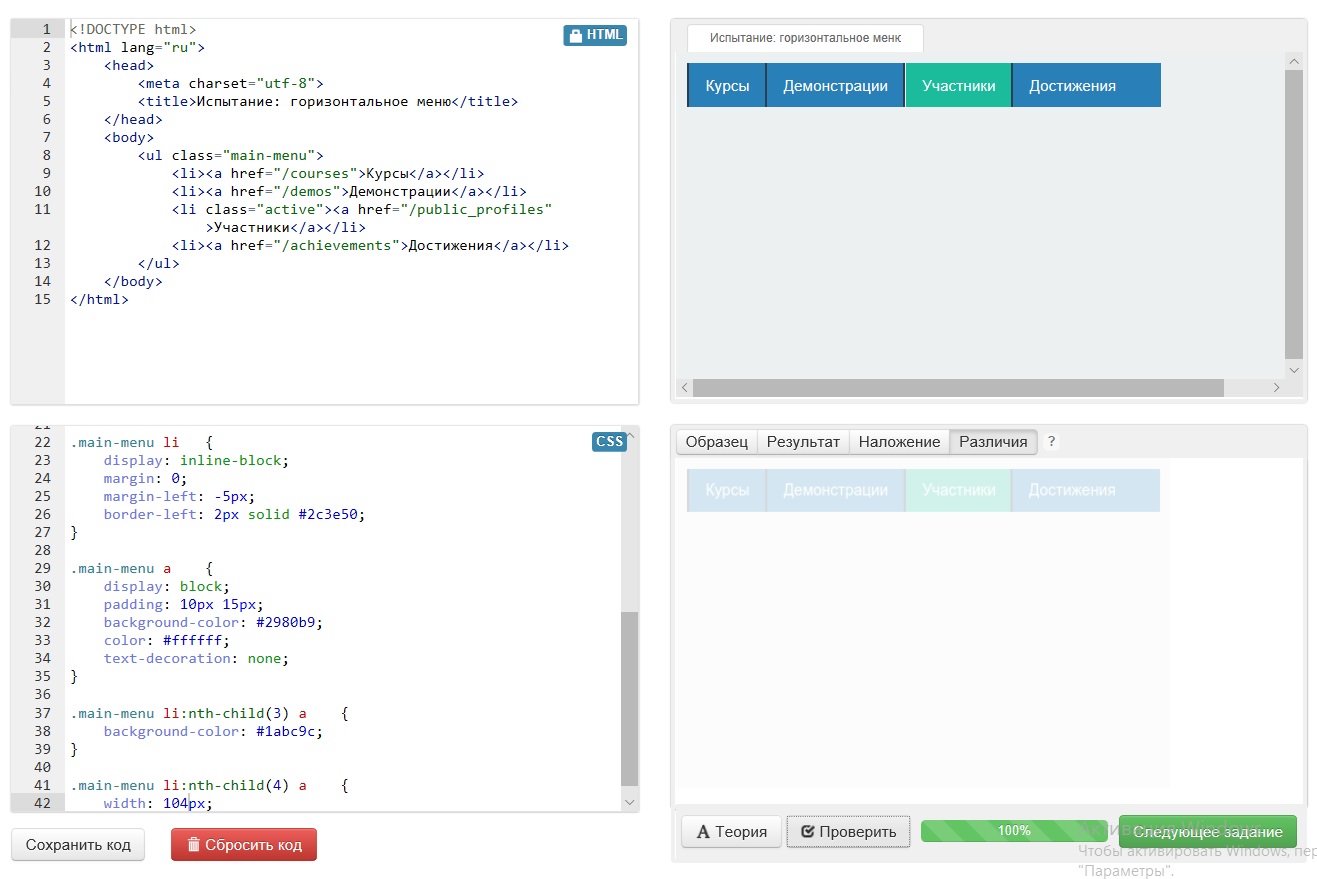 1 <!DOCTYPE html>
2 <html lang="ru">
3 <head>
4 <meta charset="utf-8">
5 <title>Испытание: горизонтальное меню</title>
6 </head>
7 <body>
8 <ul class="main-menu">
9 <li><a href="/courses">Курсы</a></li>
10 <li><a href="/demos">Демонстрации</a></li>
11 <li class="active"><a href="/public_profiles"
>Участники</a></li>
12 <li><a href="/achievements">Достижения</a></li>
13 </ul>
14 </body>
15 </html>
HTML
Испытание: горизонтальное менк
Курсы Демонстрации Участники Достижения
21
22 .main-menu li {
23 display: inline-block;
24 margin: 0;
25 margin-left: -5px;
26 border-left: 2px solid #2c3e50;
27 }
28
29 .main-menu a {
30 display: block;
31 padding: 10px 15px;
32 background-color: #2980b9;
33 color: #ffffff;
34 text-decoration: none;
35 }
36
37 .main-menu li:nth-child(3) a {
38 background-color: #1abc9c;
39 }
40
41 .main-menu li:nth-child(4) a {
42 width: 104px;
CSS
Образец Результат Наложение Различия ?
Курсы Демонстрации Участники Достижения
Сохранить код Сбросить код
Теория Проверить 100% Следующее задание
Активация Windows
Чтобы активировать Windows, пер
"Параметры".